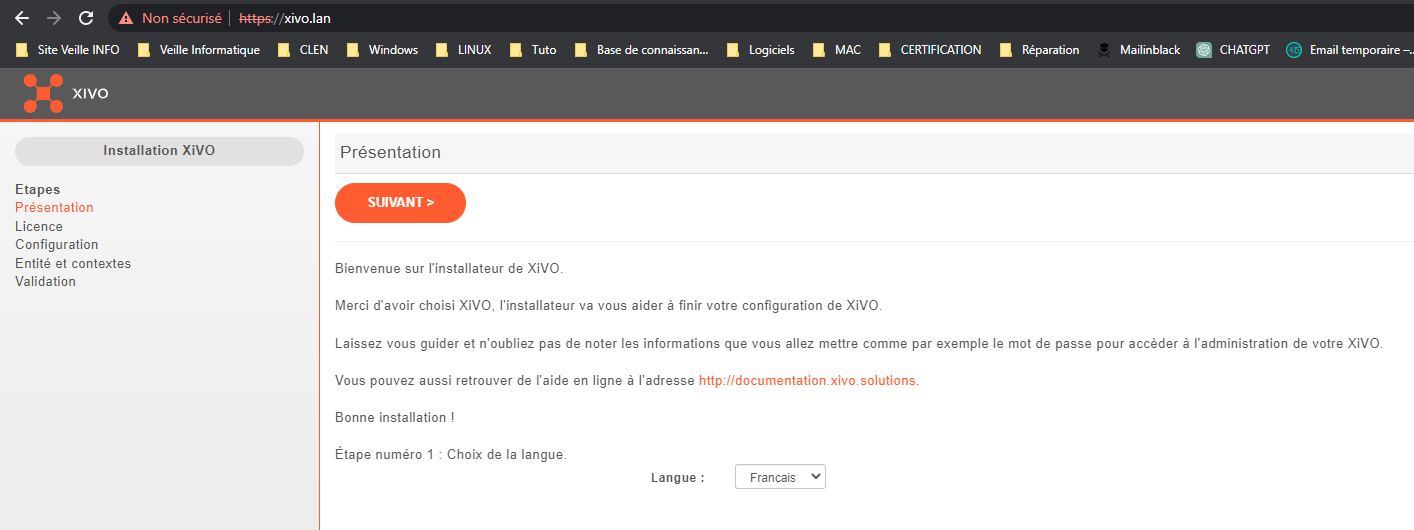 Non sécurisé
https://xivo.lan
Site Veille INFO
Veille Informatique
CLEN
Windows
LINUX
Tuto
Base de connaissan...
Logiciels
MAC
CERTIFICATION
Réparation
Mailinblack
CHATGPT
Email temporaire –...
XIVO
Installation XiVO
Etapes
Présentation
Licence
Configuration
Entité et contextes
Validation
Présentation
SUIVANT >
Bienvenue sur l'installateur de XiVO.
Merci d'avoir choisi XiVO, l'installateur va vous aider à finir votre configuration de XiVO.
Laissez vous guider et n'oubliez pas de noter les informations que vous allez mettre comme par exemple le mot de passe pour accèder à l'administration de votre XiVO.
Vous pouvez aussi retrouver de l'aide en ligne à l'adresse http://documentation.xivo.solutions.
Bonne installation !
Étape numéro 1 : Choix de la langue.
Langue : Français